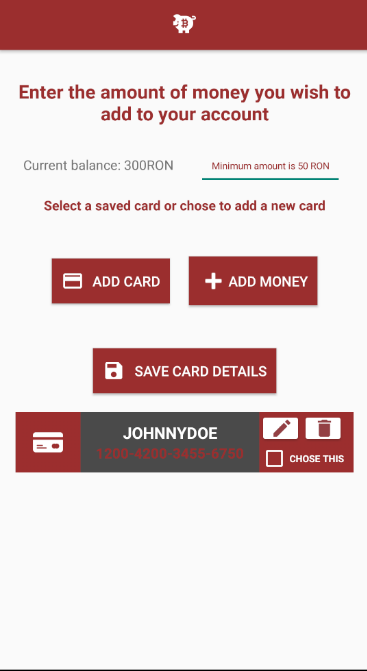 Enter the amount of money you wish to
add to your account
Current balance: 300RON
Minimum amount is 50 RON
Select a saved card or chose to add a new card
ADD CARD
ADD MONEY
SAVE CARD DETAILS
JOHNNYDOE
1200-4200-3465-6750
CHOSE THIS